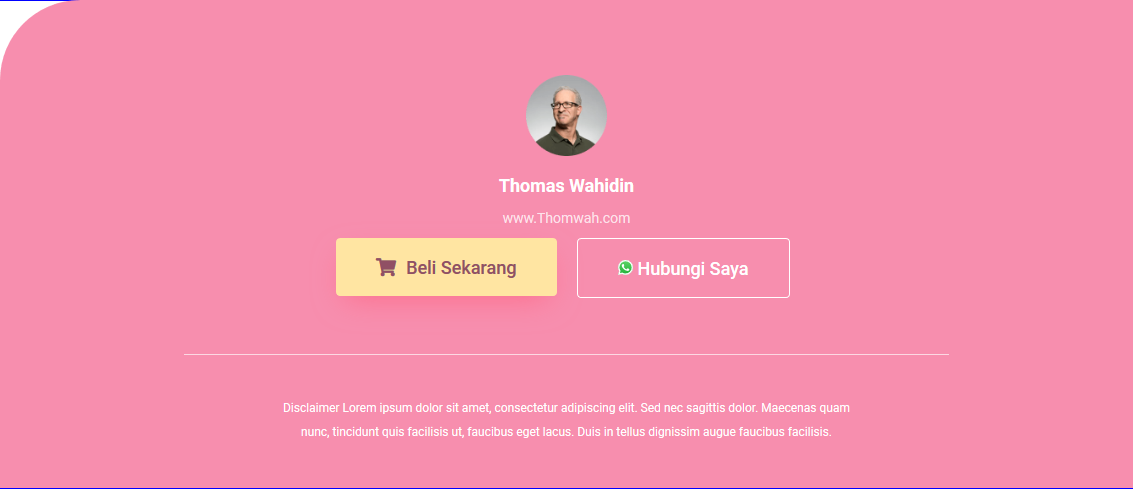 Thomas Wahidin
www.Thomwah.com
Beli Sekarang
Hubungi Saya
Disclaimer Lorem ipsum dolor sit amet, consectetur adipiscing elit. Sed nec sagittis dolor. Maecenas quam
nunc, tincidunt quis facilisis ut, faucibus eget lacus. Duis in tellus dignissim augue faucibus facilisis.